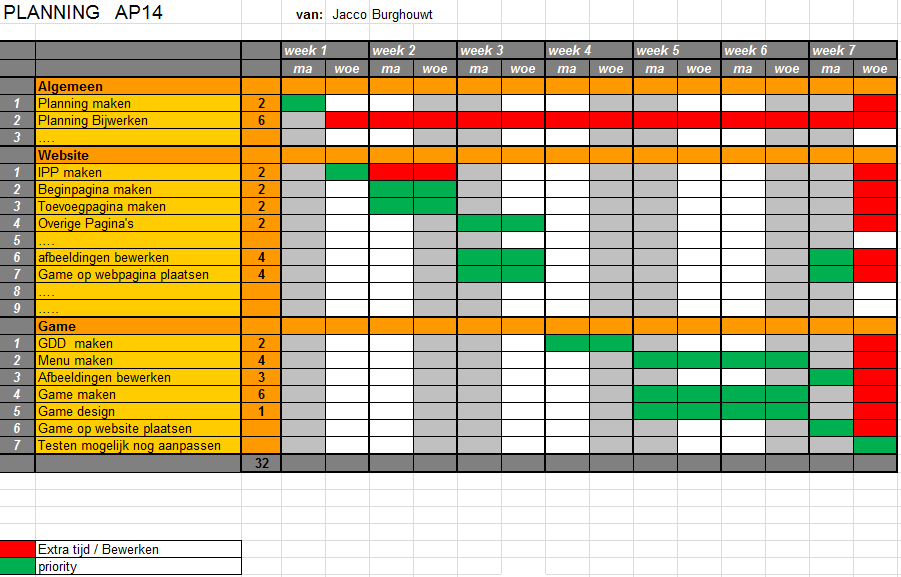 PLANNING AP14 van: Jacco Burghouwt
week 1 week 2 week 3 week 4 week 5 week 6 week 7
ma woe ma woe ma woe ma woe ma woe ma woe ma woe
Algemeen
1 Planning maken 2
2 Planning Bijwerken 6
3 ....
Website
1 IPP maken 2
2 Beginpagina maken 2
3 Toevoegpagina maken 2
4 Overige Pagina's 2
5 ....
6 afbeeldingen bewerken 4
7 Game op webpagina plaatsen 4
8 ....
9 .....
Game
1 GDD maken 2
2 Menu maken 4
3 Afbeeldingen bewerken 3
4 Game maken 6
5 Game design 1
6 Game op website plaatsen
7 Testen mogelijk nog aanpassen
32
Extra tijd / Bewerken
priority